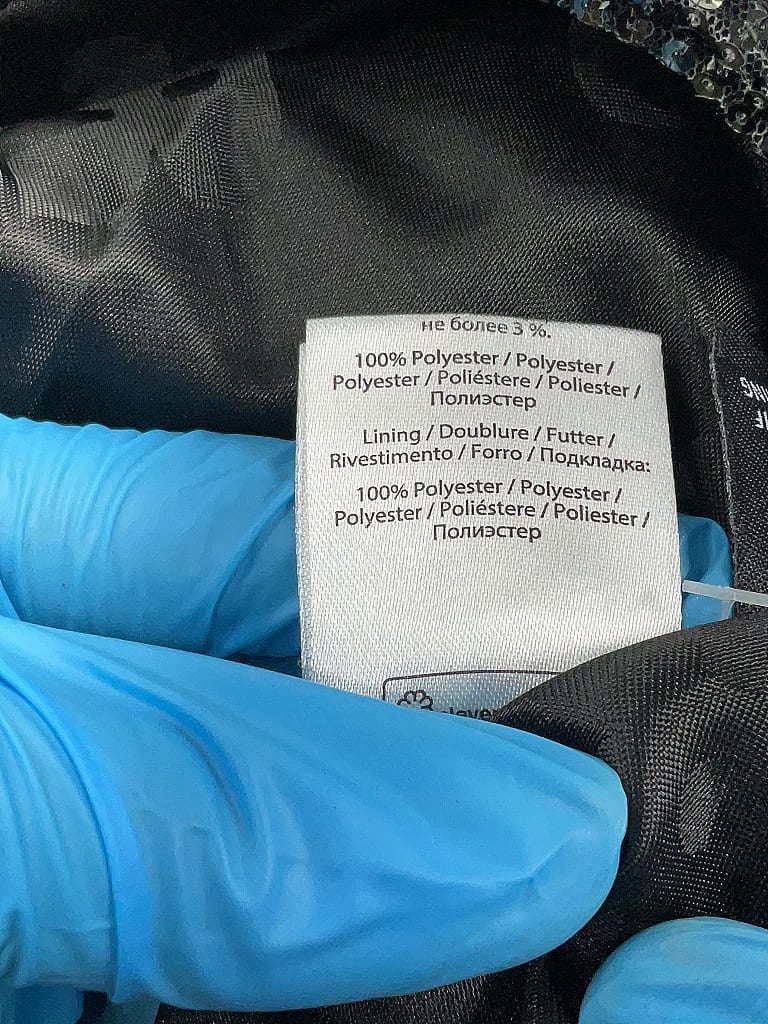 не более 3 %.
100% Polyester / Polyester /
Polyester / Poliéstere / Poliester /
Полиэстер
Lining / Doublure / Futter /
Rivestimento / Forro / Подкладка:
100% Polyester / Polyester /
Polyester / Poliéstere / Poliester /
Полиэстер